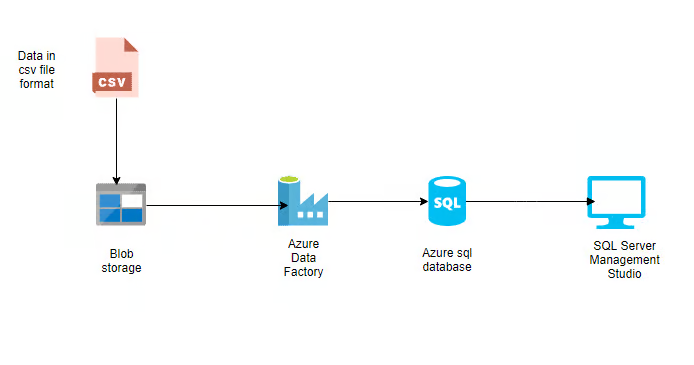 Data in
csv file
format
CSV
Blob
storage
Azure
Data
Factory
SQL
Azure sql
database
SQL Server
Management
Studio